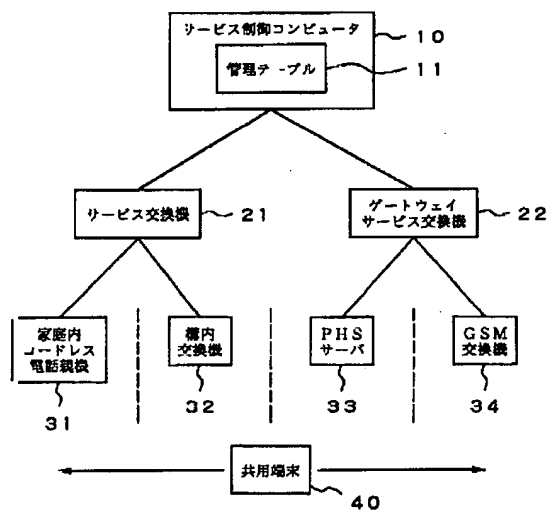 サービス制御コンピュータ
10
管理テーブル
11
サービス交換機
21
ゲートウェイ
サービス交換機
22
家庭内
コードレス
電話親機
31
構内
交換機
32
PHS
サーバ
33
GSM
交換機
34
共用端末
40